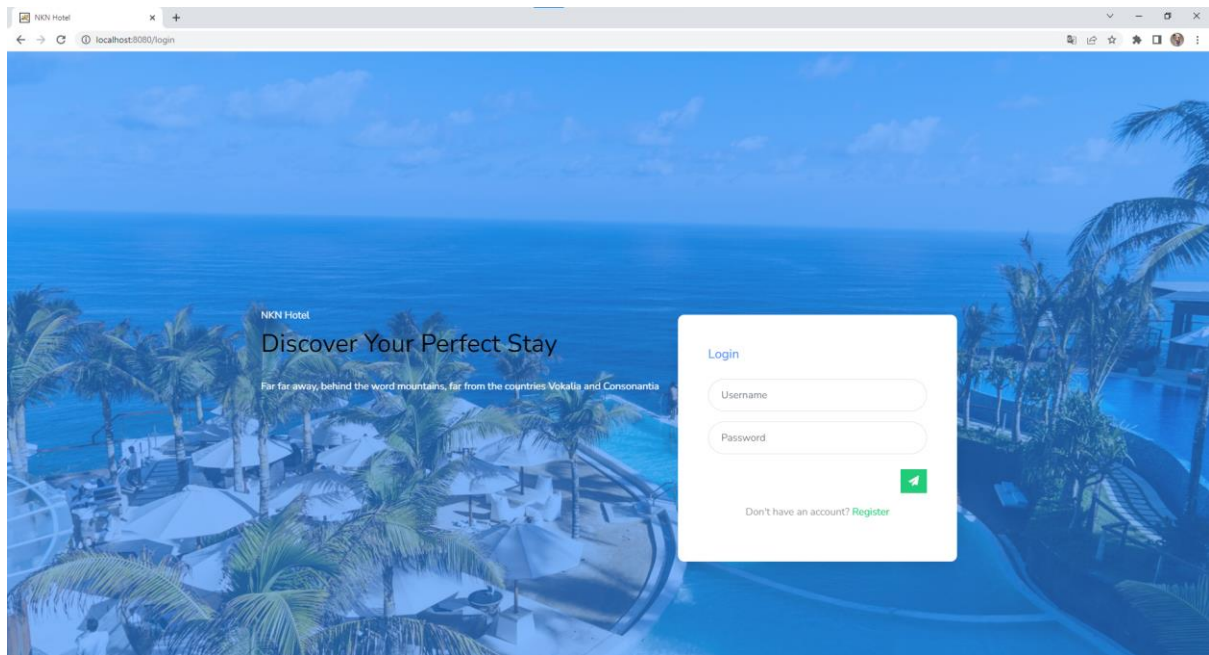 NKN Hotel
localhost:8080/login
NKN Hotel
Discover Your Perfect Stay
Far far away, behind the word mountains, far from the countries Vokalia and Consonantia
Login
Username
Password
Don't have an account? Register